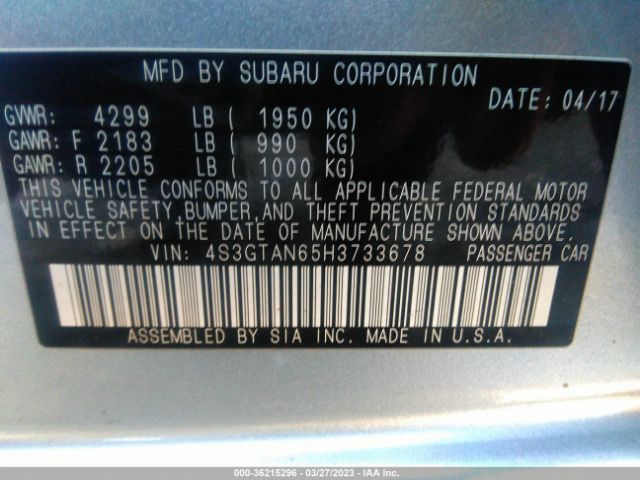 MFD BY SUBARU CORPORATION
DATE: 04/17
GVWR: 4299 LB ( 1950 KG)
GAWR: F 2183 LB ( 990 KG)
GAWR: R 2205 LB ( 1000 KG)
THIS VEHICLE CONFORMS TO ALL APPLICABLE FEDERAL MOTOR
VEHICLE SAFETY,BUMPER,AND THEFT PREVENTION STANDARDS
IN EFFECT ON THE DATE OF MANUFACTURE SHOWN ABOVE.
VIN: 4S3GTAN65H3733678 PASSENGER CAR
ASSEMBLED BY SIA INC. MADE IN U.S.A.
000-36215296 - 03/27/2023 - IAA Inc.